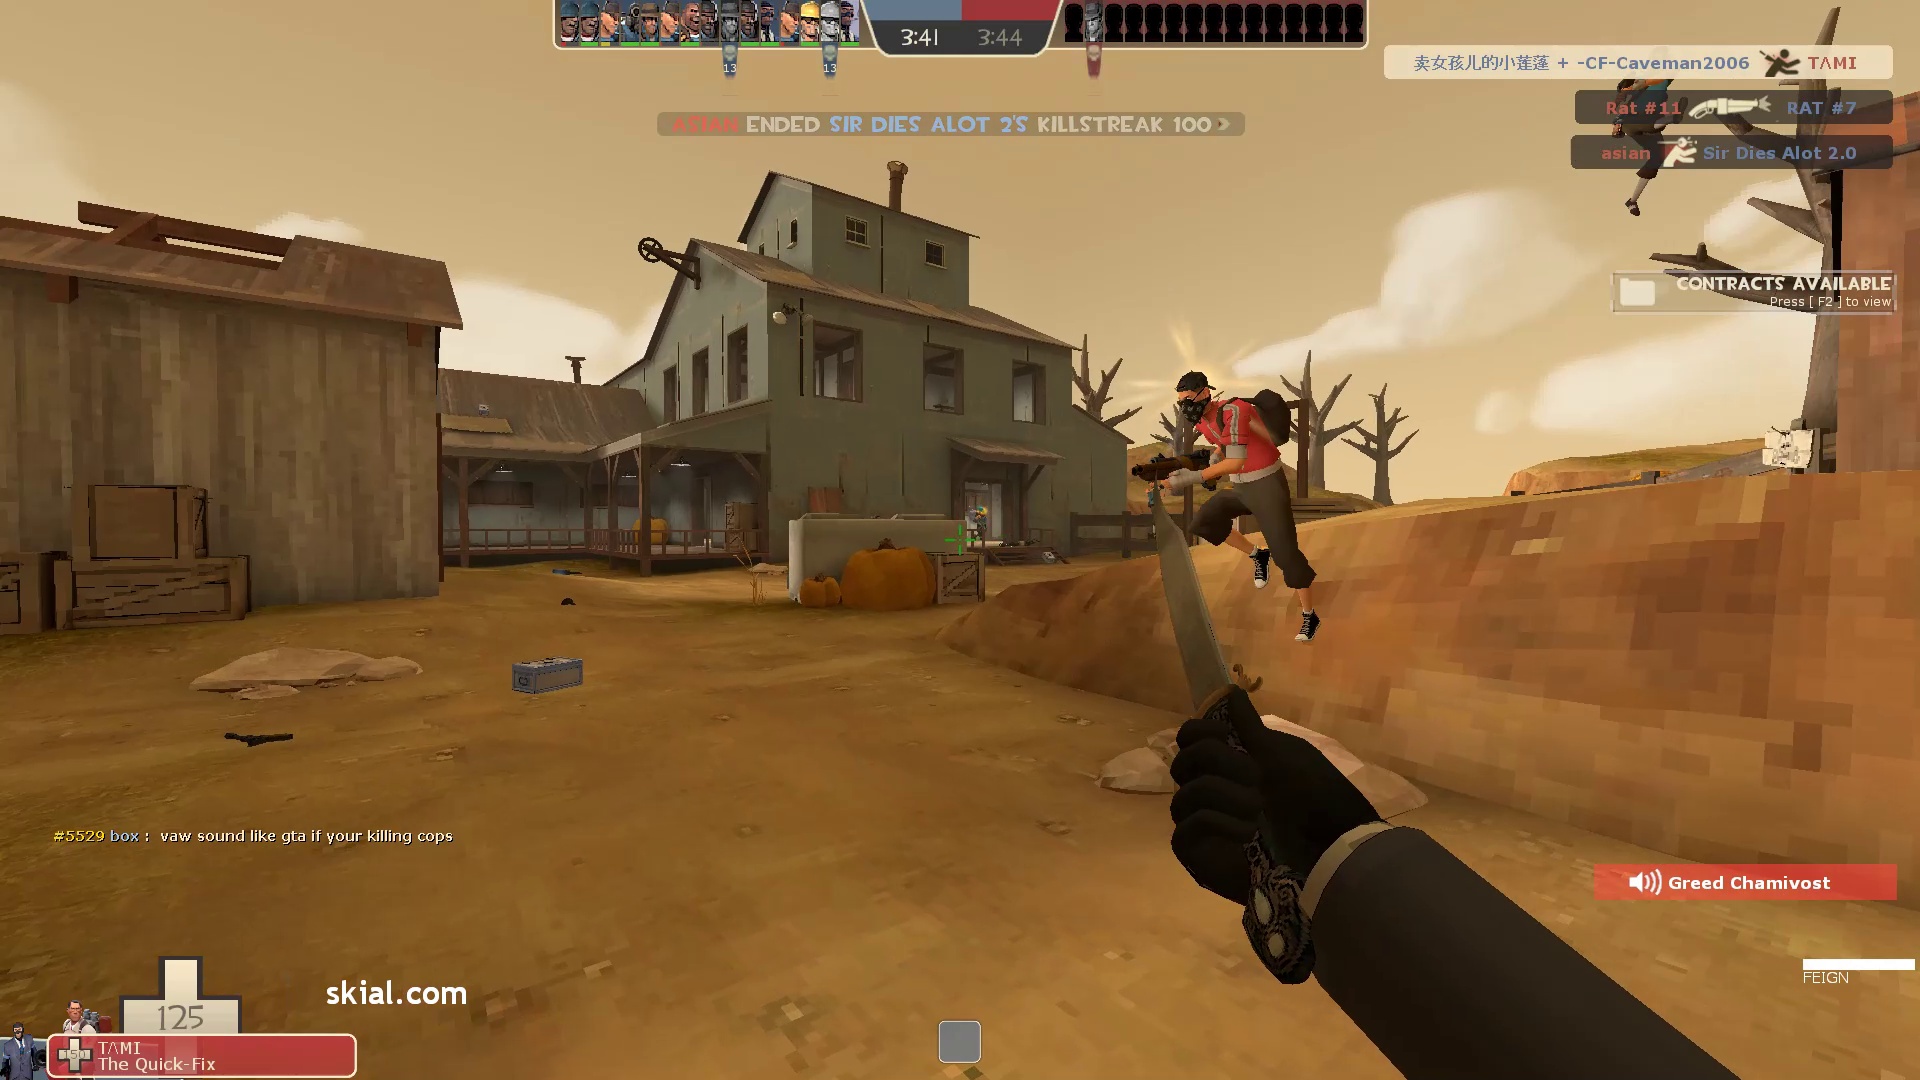 3:41
3:44
13
13
卖女孩儿的小莲蓬 + -CF-Caveman2006 TΛMI
Rat #11 RAT #7
asian Sir Dies Alot 2.0
ASIAN ENDED SIR DIES ALOT 2'S KILLSTREAK 100 >
CONTRACTS AVAILABLE
Press [ F2 ] to view
#5529 box : vaw sound like gta if your killing cops
Greed Chamivost
FEIGN
skial.com
125
150
TΛMI
The Quick-Fix